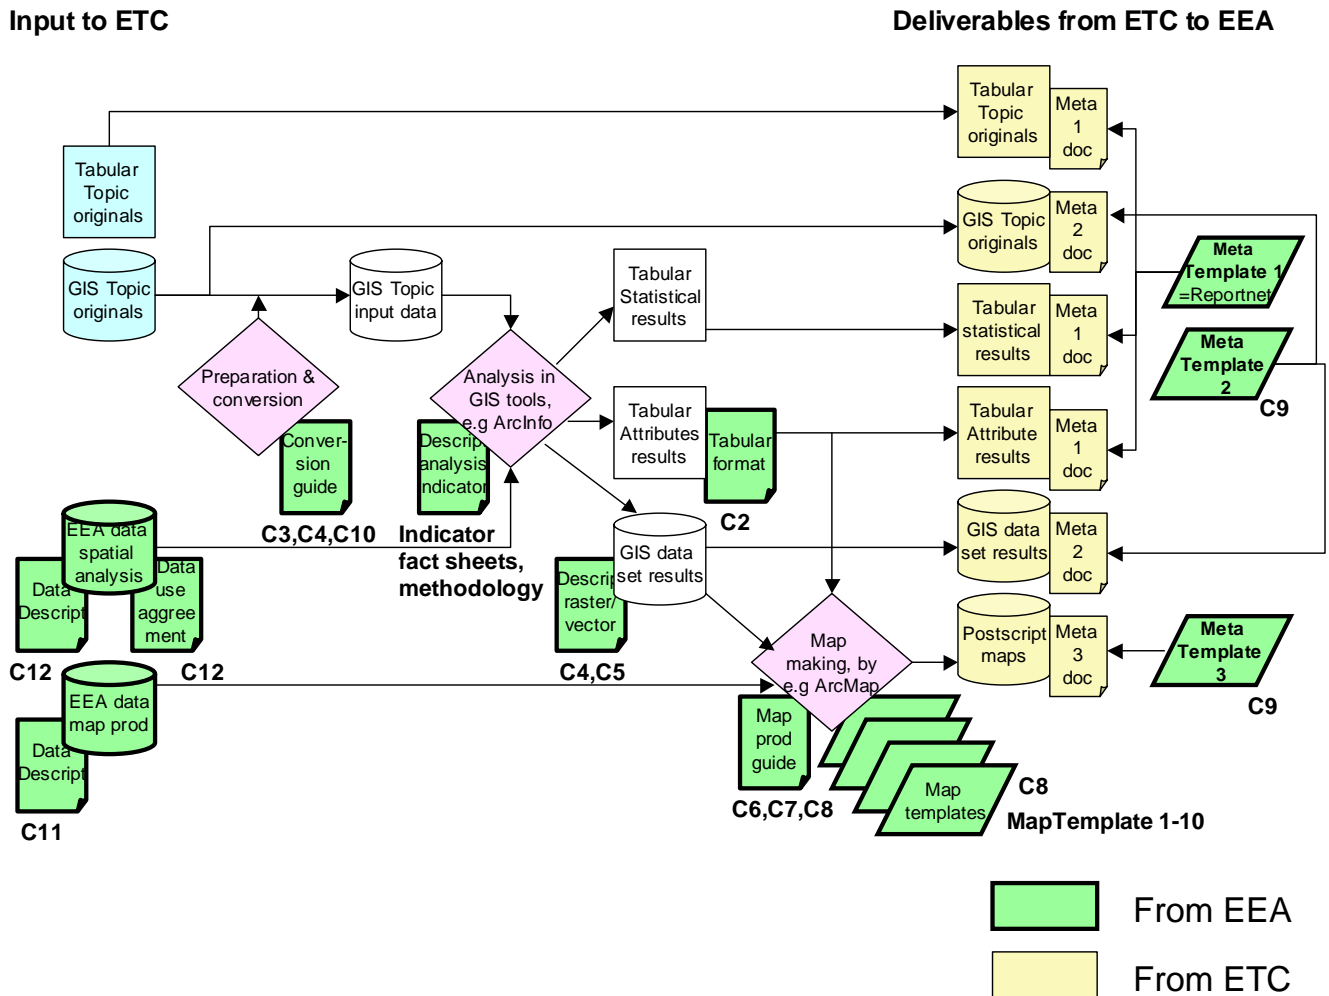 Input to ETC
Deliverables from ETC to EEA
Tabular
Topic
originals
Meta
1
doc
Tabular
Topic
originals
GIS Topic
originals
Meta
2
doc
GIS Topic
originals
GIS Topic
input data
Tabular
Statistical
results
Tabular
statistical
results
Meta
1
doc
Meta
Template 1
=Reportnet
Meta
Template
2
C9
Preparation &
conversion
Analysis in
GIS tools,
e.g ArcInfo
Tabular
Attributes
results
Tabular
format
C2
Tabular
Attribute
results
Meta
1
doc
Conver-
sion
guide
C3,C4,C10
Descript
analysis
indicator
Indicator
fact sheets,
methodology
EEA data
spatial
analysis
Data
Descript
C12
Data
use
aggree
ment
C12
GIS data
set results
Descript
raster/
vector
C4,C5
GIS data
set results
Meta
2
doc
Map
making, by
e.g ArcMap
Postscript
maps
Meta
3
doc
Meta
Template
3
C9
EEA data
map prod
Data
Descript
C11
Map
prod
guide
C6,C7,C8
Map
templates
C8
MapTemplate 1-10
From EEA
From ETC